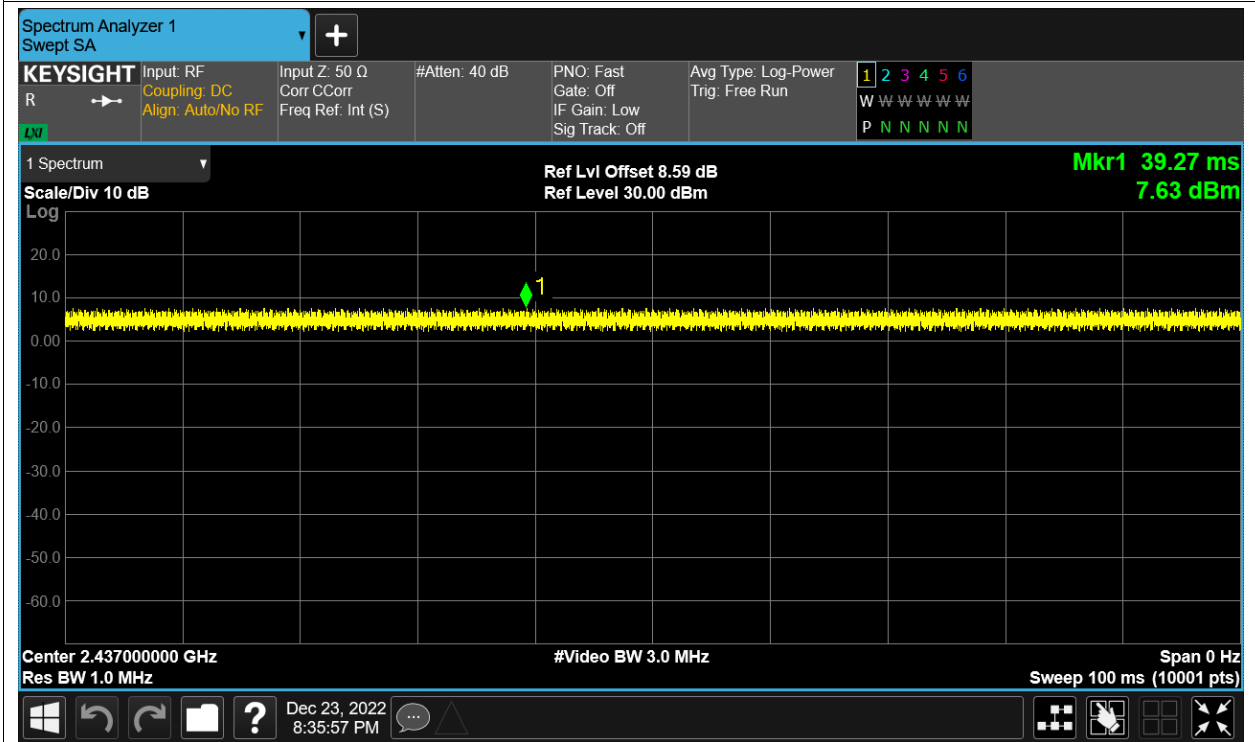 Spectrum Analyzer 1
Swept SA
KEYSIGHT
R
LXI
Input: RF
Coupling: DC
Align: Auto/No RF
Input Z: 50 Ω
Corr CCorr
Freq Ref: Int (S)
#Atten: 40 dB
PNO: Fast
Gate: Off
IF Gain: Low
Sig Track: Off
Avg Type: Log-Power
Trig: Free Run
1 2 3 4 5 6
W W W W W W
P N N N N N
1 Spectrum
Scale/Div 10 dB
Ref Lvl Offset 8.59 dB
Ref Level 30.00 dBm
Mkr1 39.27 ms
7.63 dBm
Log
20.0
10.0
0.00
-10.0
-20.0
-30.0
-40.0
-50.0
-60.0
1
Center 2.437000000 GHz
Res BW 1.0 MHz
#Video BW 3.0 MHz
Span 0 Hz
Sweep 100 ms (10001 pts)
?
Dec 23, 2022
8:35:57 PM